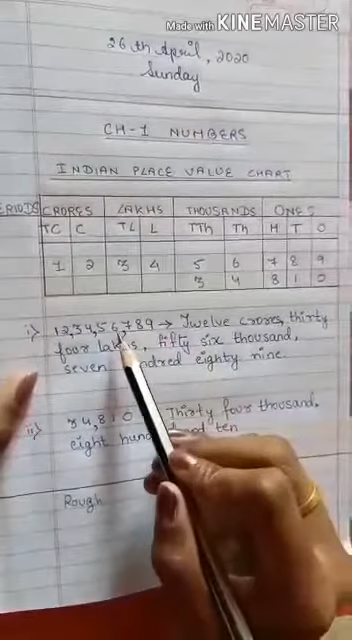 Made with KINEMASTER
26th April, 2020
Sunday
CH-1 NUMBERS
INDIAN PLACE VALUE CHART
ERIODS CRORES LAKHS THOUSANDS ONES
TC C TL L TTh Th H T O
1 2 3 4 5 6 7 8 9
3 4 8 1 0
i) 12,34,56,789 → Twelve crores, thirty
four lakhs, fifty six thousand,
seven hundred eighty nine.
ii) 34,810 Thirty four thousand,
eight and ten
Rough